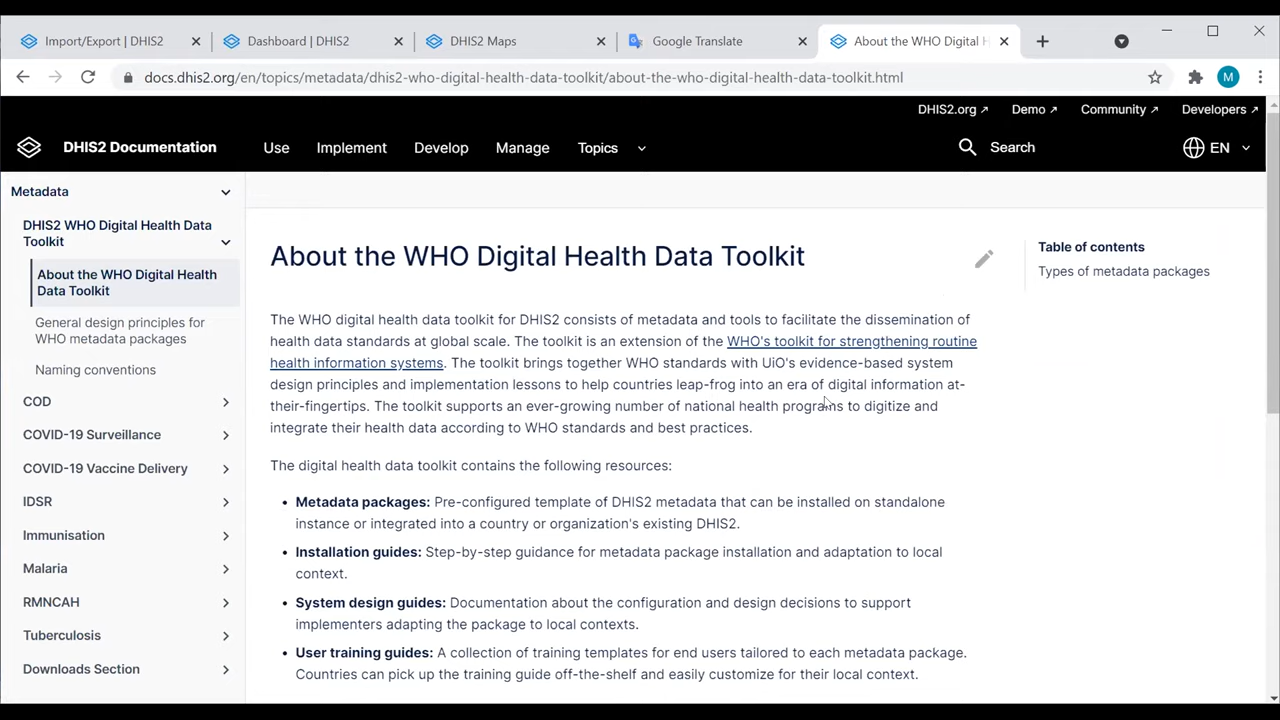 Import/Export | DHIS2
Dashboard | DHIS2
DHIS2 Maps
Google Translate
About the WHO Digital H
docs.dhis2.org/en/topics/metadata/dhis2-who-digital-health-data-toolkit/about-the-who-digital-health-data-toolkit.html
M
DHIS2.org
Demo
Community
Developers
DHIS2 Documentation
Use
Implement
Develop
Manage
Topics
Search
EN
Metadata
DHIS2 WHO Digital Health Data
Toolkit
About the WHO Digital Health
Data Toolkit
General design principles for
WHO metadata packages
Naming conventions
COD
COVID-19 Surveillance
COVID-19 Vaccine Delivery
IDSR
Immunisation
Malaria
RMNCAH
Tuberculosis
Downloads Section
About the WHO Digital Health Data Toolkit
The WHO digital health data toolkit for DHIS2 consists of metadata and tools to facilitate the dissemination of
health data standards at global scale. The toolkit is an extension of the WHO's toolkit for strengthening routine
health information systems. The toolkit brings together WHO standards with UiO's evidence-based system
design principles and implementation lessons to help countries leap-frog into an era of digital information at-
their-fingertips. The toolkit supports an ever-growing number of national health programs to digitize and
integrate their health data according to WHO standards and best practices.
The digital health data toolkit contains the following resources:
• Metadata packages: Pre-configured template of DHIS2 metadata that can be installed on standalone
instance or integrated into a country or organization's existing DHIS2.
• Installation guides: Step-by-step guidance for metadata package installation and adaptation to local
context.
• System design guides: Documentation about the configuration and design decisions to support
implementers adapting the package to local contexts.
• User training guides: A collection of training templates for end users tailored to each metadata package.
Countries can pick up the training guide off-the-shelf and easily customize for their local context.
Table of contents
Types of metadata packages